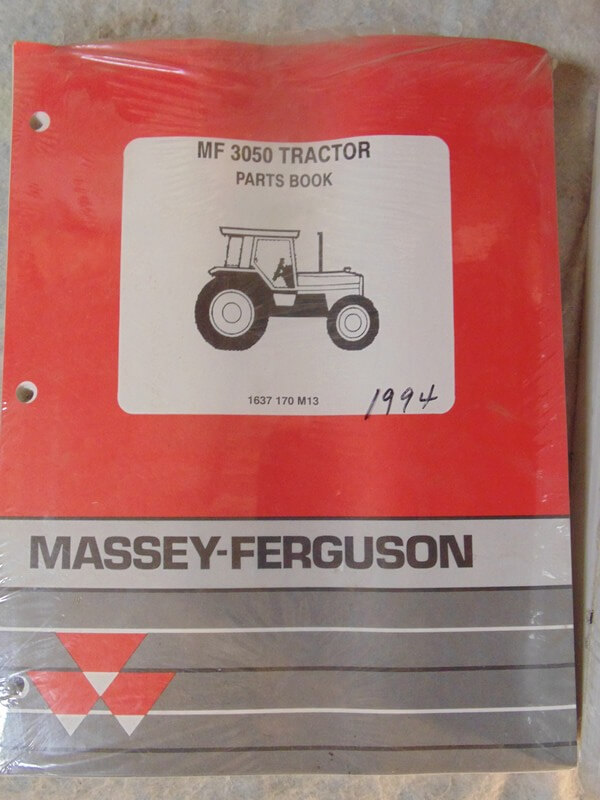 MF 3050 TRACTOR
PARTS BOOK
1637 170 M13
1994
MASSEY-FERGUSON